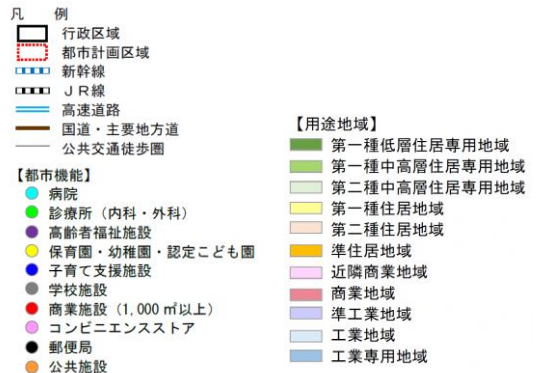 凡　例
行政区域
都市計画区域
新幹線
ＪＲ線
高速道路
国道・主要地方道
公共交通徒歩圏
【都市機能】
病院
診療所（内科・外科）
高齢者福祉施設
保育園・幼稚園・認定こども園
子育て支援施設
学校施設
商業施設（1,000 ㎡以上）
コンビニエンスストア
郵便局
公共施設
【用途地域】
第一種低層住居専用地域
第一種中高層住居専用地域
第二種中高層住居専用地域
第一種住居地域
第二種住居地域
準住居地域
近隣商業地域
商業地域
準工業地域
工業地域
工業専用地域